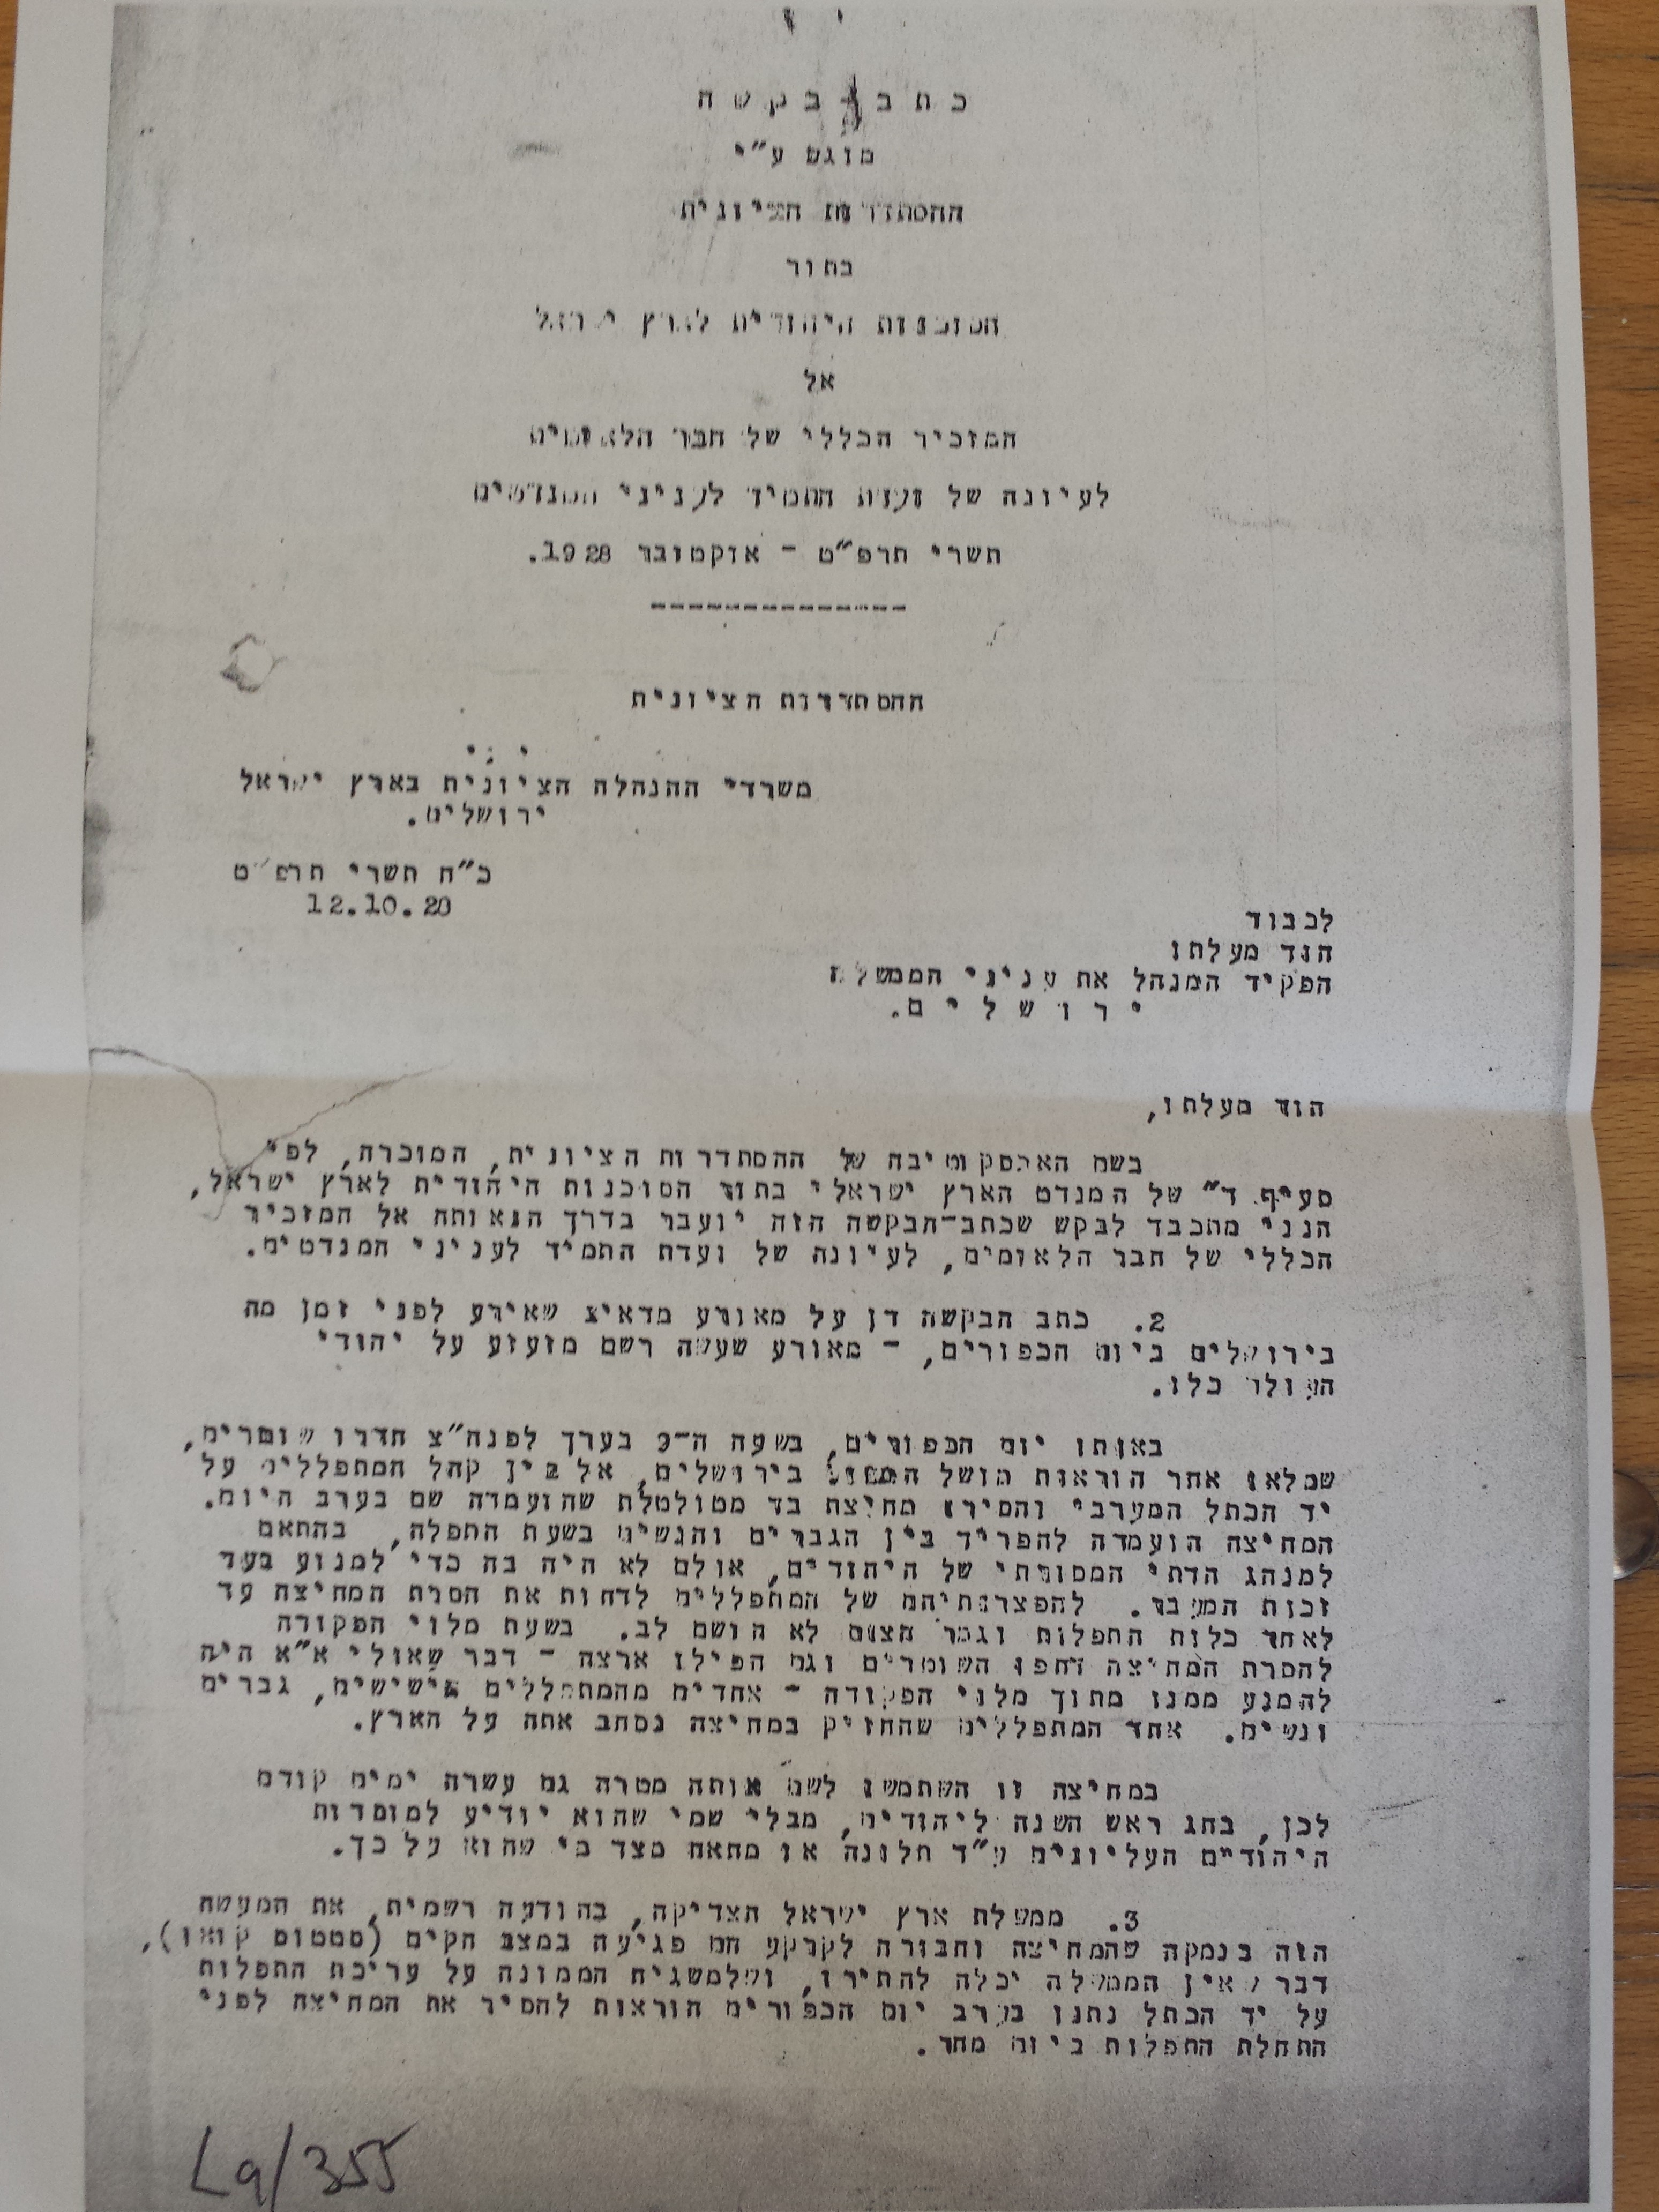 כתב בקשה
מוגש ע"י
ההסתדרות הציונית
בתור
הסוכנות היהודית לארץ ישראל
אל
המזכיר הכללי של חבר הלאומים
לעיונה של ועדת התמיד לעניני המנדטים
תשרי תרפ"ט - אוקטובר 1928.
---------------
ההסתדרות הציונית
משרדי ההנהלה הציונית בארץ ישראל
ירושלים.
כ"ח תשרי תרפ"ט
12.10.28
לכבוד
הוד מעלתו
הפקיד המנהל את עניני הממשלה
ירושלים.
הוד מעלתו,
בשם האכסקוטיבה של ההסתדרות הציונית, המוכרה, לפי
סעיף ד" של המנדט הארץ ישראלי בתור הסוכנות היהודית לארץ ישראל,
הנני מתכבד לבקש שכתב-הבקשה הזה יועבר בדרך הנאותה אל המזכיר
הכללי של חבר הלאומים, לעיונה של ועדת התמיד לעניני המנדטים.
2. כתב הבקשה דן על מאורע מדאיג שאירע לפני זמן מה
בירושלים ביום הכפורים, - מאורע שעשה רשם מזעזע על יהודי
העולם כלו.
באותו יום הכפורים, בשעה ה-9 בערך לפנה"צ חדרו שוטרים,
שמלאו אחר הוראות מושל המחוז בירושלים, אל בין קהל המתפללים על
יד הכתל המערבי והסירו מחיצת בד מטולטלת שהועמדה שם בערב היום.
המחיצה הועמדה להפריד בין הגברים והנשים בשעת התפלה, בהתאם
למנהג הדתי המסורתי של היהודים, אולם לא היה בה כדי למנוע בעד
זכות המעבר. להפצרותיהם של המתפללים לדחות את הסרת המחיצה עד
לאחר כלות התפלות וגמר הצום לא הושם לב. בשעת מלוי הפקודה
להסרת המחיצה דחפו השוטרים וגם הפילו ארצה - דבר שאולי א"א היה
להמנע ממנו מתוך מלוי הפקודה - אחדים מהמתפללים הישישים, גברים
ונשים. אחד המתפללים שהחזיק במחיצה נסחב אתה על הארץ.
במחיצה זו השתמשו לשם אותה מטרה גם עשרה ימים קודם
לכן, בחג ראש השנה ליהודים, מבלי שמי שהוא יודיע למוסדות
היהודיים העליונים ע"ד תלונה או מחאה מצד מי שהוא על כך.
3. ממשלת ארץ ישראל הצדיקה, בהודעה רשמית, את המעשה
הזה בנמקה שהמחיצה וחבורה לקרקע הם פגיעה במצב הקים (סטטוס קואו),
דבר שאין הממשלה יכלה להתירו, ושלמשגיח הממונה על עריכת התפלות
על יד הכתל נתנו בערב יום הכפורים הוראות להסיר את המחיצה לפני
התחלת התפלות ביום מחר.
L9/355